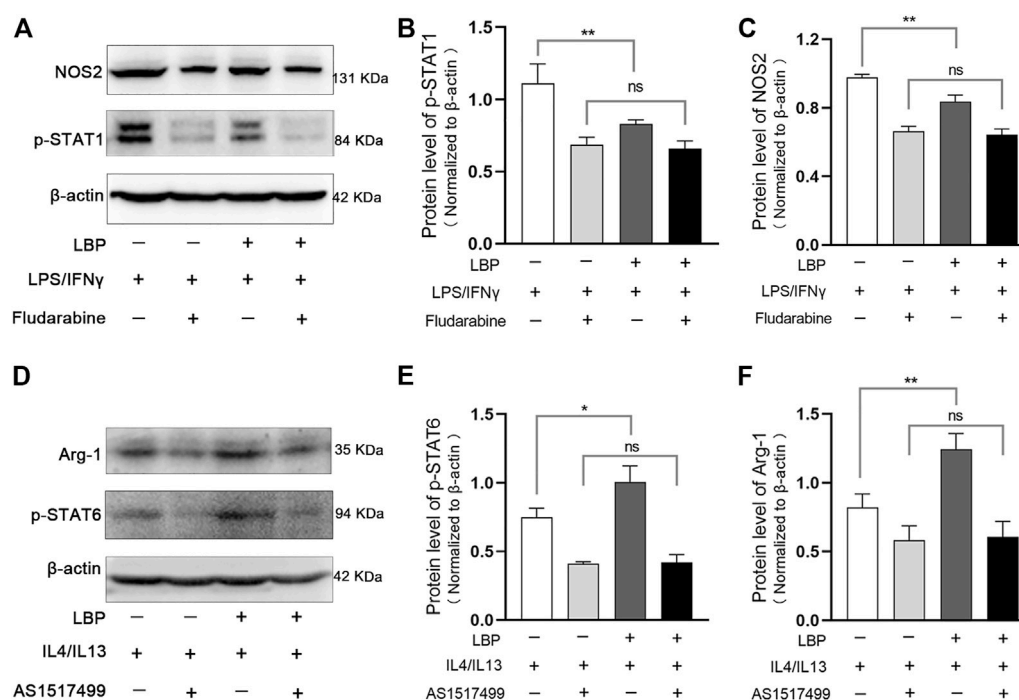 A
NOS2
131 KDa
p-STAT1
84 KDa
β-actin
42 KDa
LBP – – + +
LPS/IFNγ + + + +
Fludarabine – + – +
B
Protein level of p-STAT1
( Normalized to β-actin )
1.5
1.0
0.5
0.0
**
ns
LBP – – + +
LPS/IFNγ + + + +
Fludarabine – + – +
C
Protein level of NOS2
( Normalized to β-actin )
1.2
0.8
0.4
0.0
**
ns
LBP – – + +
LPS/IFNγ + + + +
Fludarabine – + – +
D
Arg-1
35 KDa
p-STAT6
94 KDa
β-actin
42 KDa
LBP – – + +
IL4/IL13 + + + +
AS1517499 – + – +
E
Protein level of p-STAT6
( Normalized to β-actin )
1.5
1.0
0.5
0.0
*
ns
LBP – – + +
IL4/IL13 + + + +
AS1517499 – + – +
F
Protein level of Arg-1
( Normalized to β-actin )
1.5
1.0
0.5
0.0
**
ns
LBP – – + +
IL4/IL13 + + + +
AS1517499 – + – +